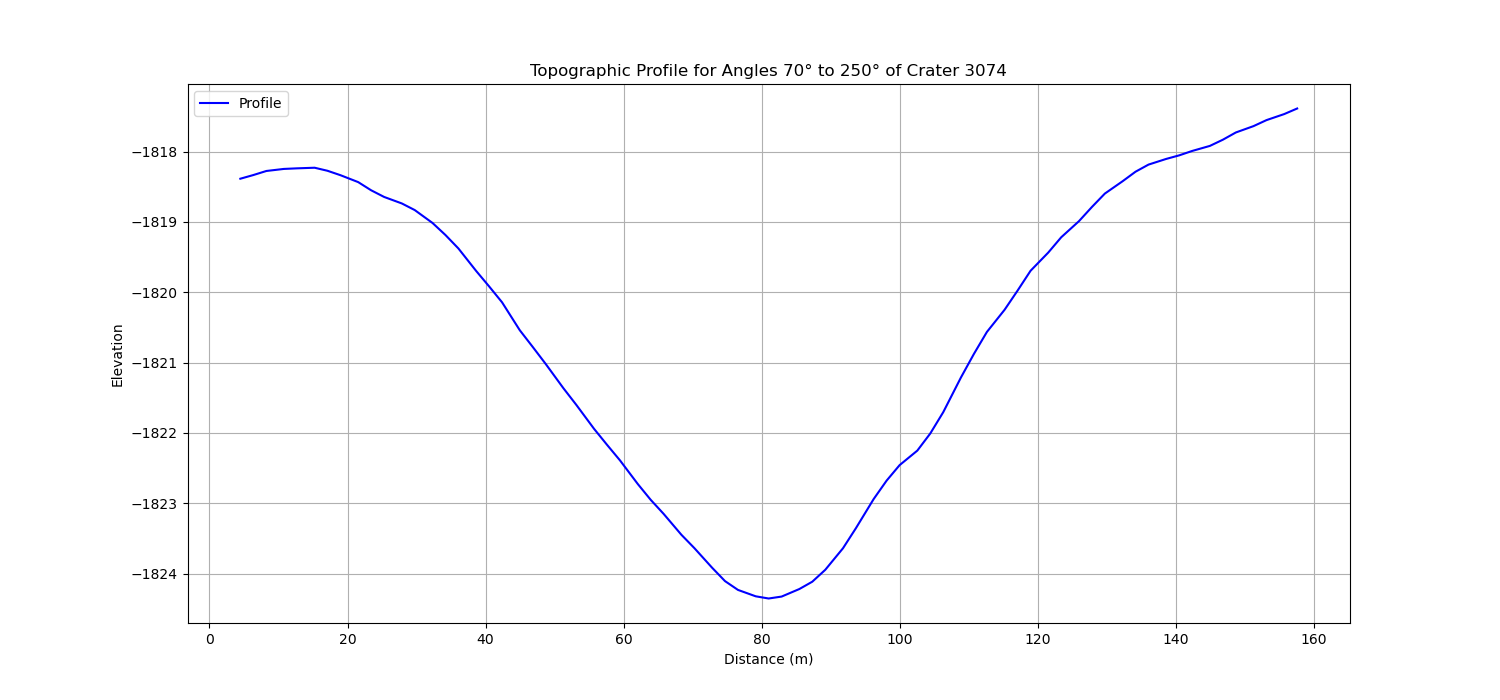 Topographic Profile for Angles 70° to 250° of Crater 3074
Profile
−1818
−1819
−1820
−1821
−1822
−1823
−1824
Elevation
0 20 40 60 80 100 120 140 160
Distance (m)